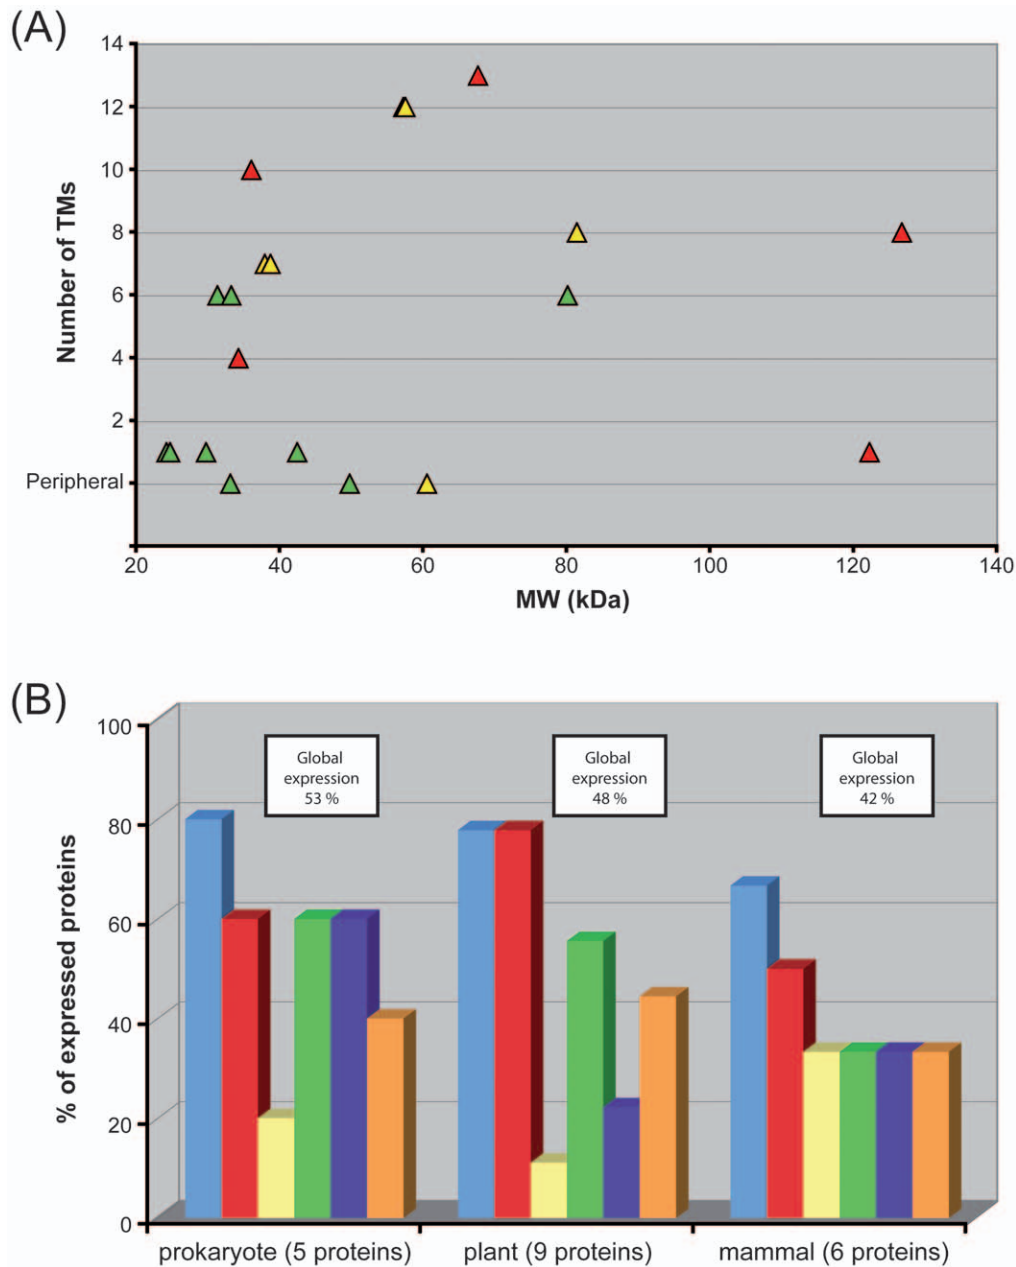 (A)
14
12
10
8
6
4
2
Peripheral
Number of TMs
20 40 60 80 100 120 140
MW (kDa)
(B)
100
80
60
40
20
0
% of expressed proteins
Global
expression
53 %
Global
expression
48 %
Global
expression
42 %
prokaryote (5 proteins) plant (9 proteins) mammal (6 proteins)